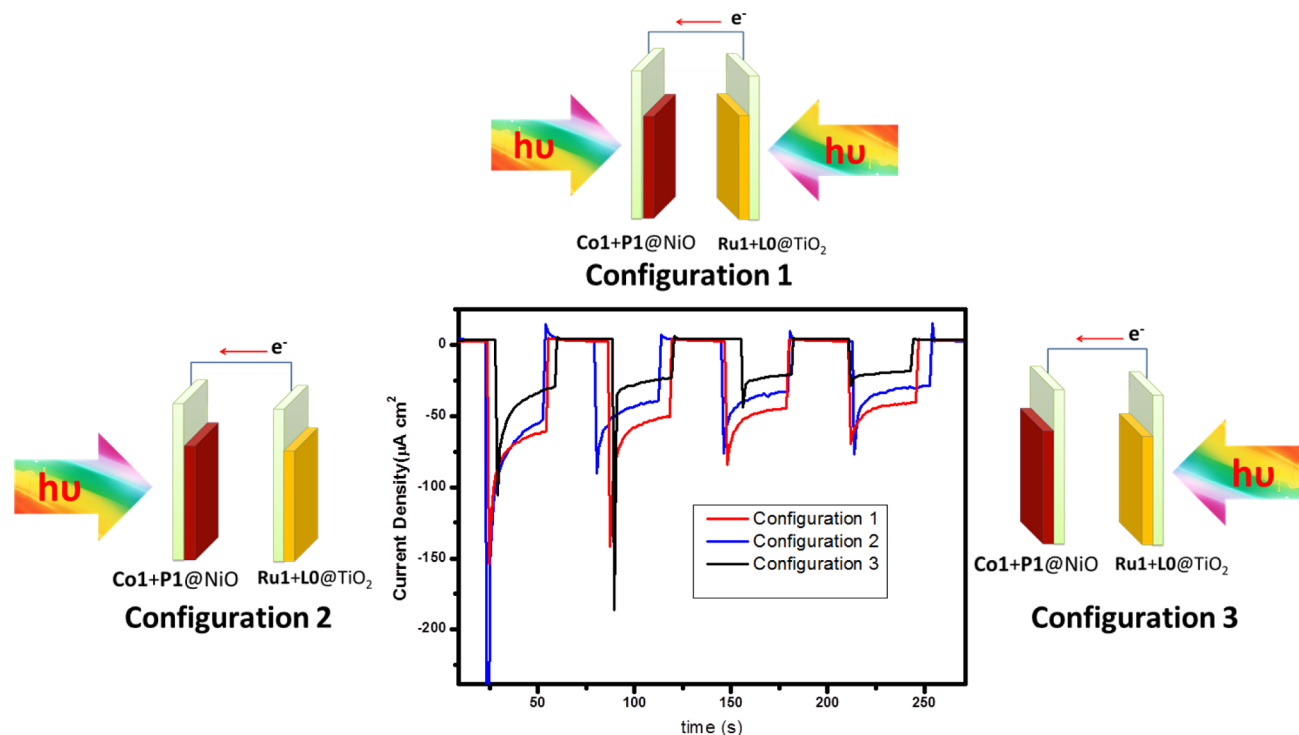 e-
hυ
hυ
Co1+P1@NiO
Ru1+L0@TiO₂
Configuration 1
e-
hυ
Co1+P1@NiO
Ru1+L0@TiO₂
Configuration 2
Current Density(μA cm²)
0
-50
-100
-150
-200
Configuration 1
Configuration 2
Configuration 3
50
100
150
200
250
time (s)
e-
hυ
Co1+P1@NiO
Ru1+L0@TiO₂
Configuration 3